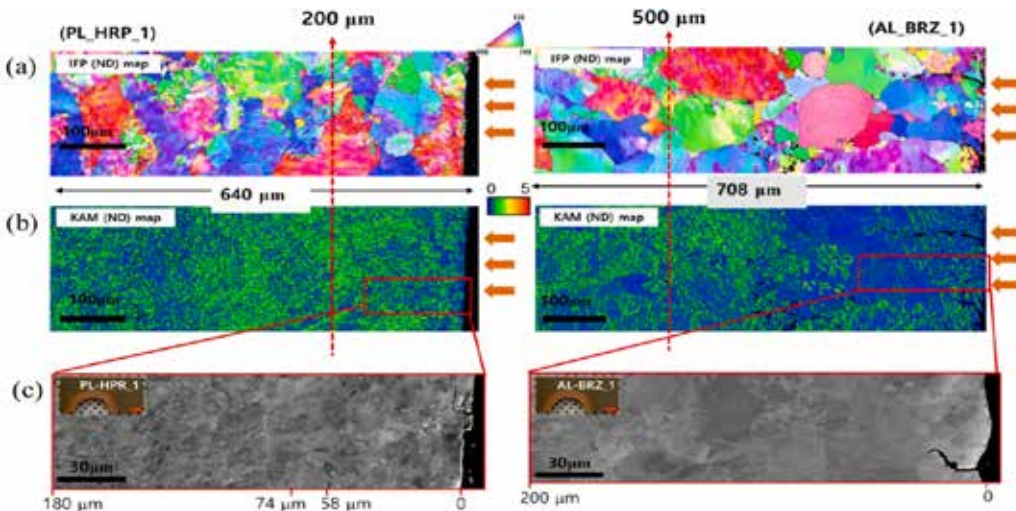 200 µm
500 µm
(PL_HRP_1)
(AL_BRZ_1)
(a)
IFP (ND) map
IFP (ND) map
100µm
100µm
640 µm
0
5
708 µm
(b)
KAM (ND) map
KAM (ND) map
100µm
100µm
(c)
PL-HPR_1
AL-BRZ_1
30µm
30µm
180 µm
74 µm
58 µm
0
200 µm
0